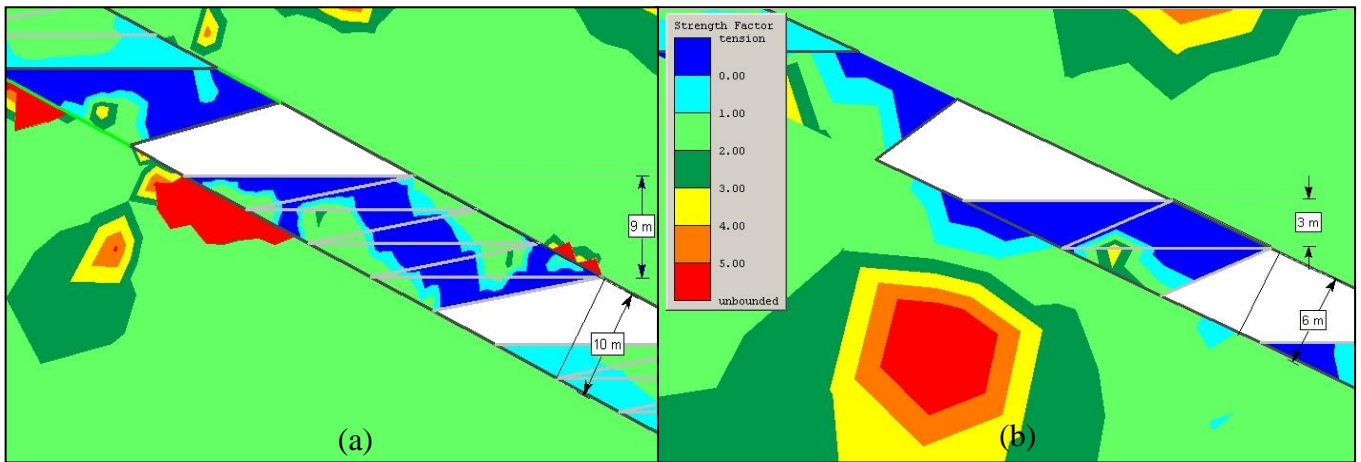 9 m
10 m
(a)
Strength Factor
tension
0.00
1.00
2.00
3.00
4.00
5.00
unbounded
3 m
6 m
(b)